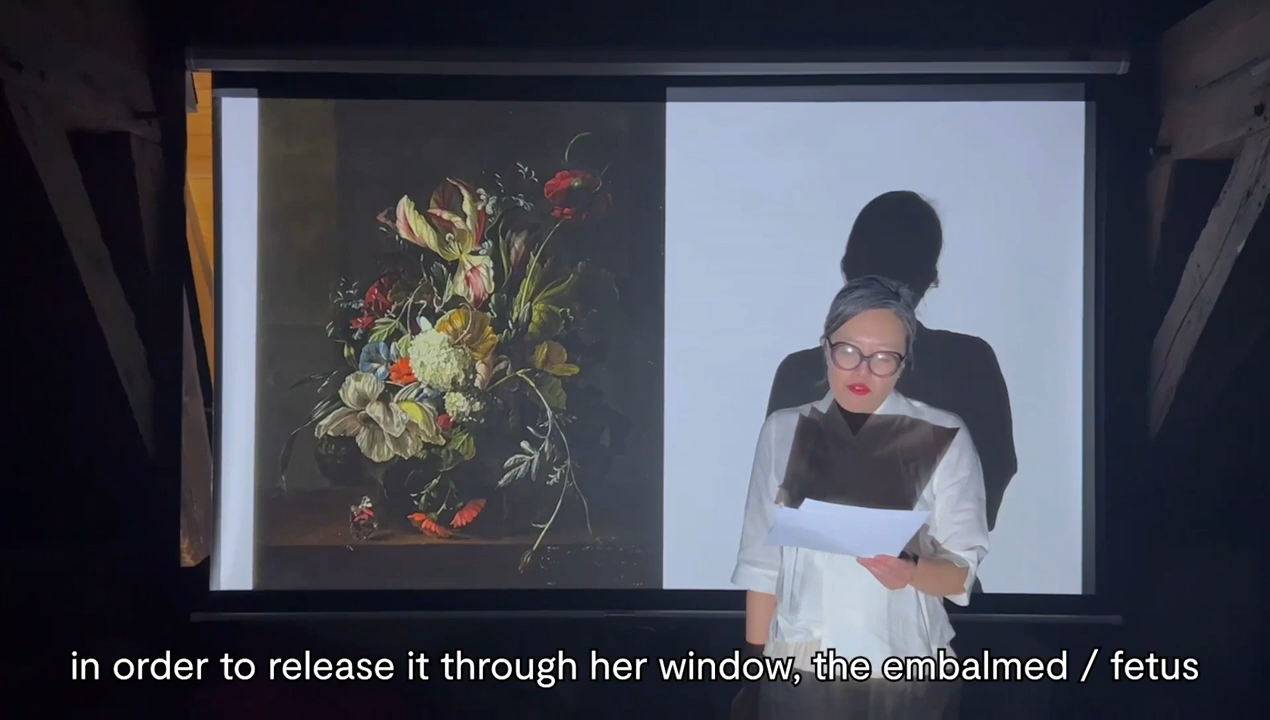 in order to release it through her window, the embalmed / fetus